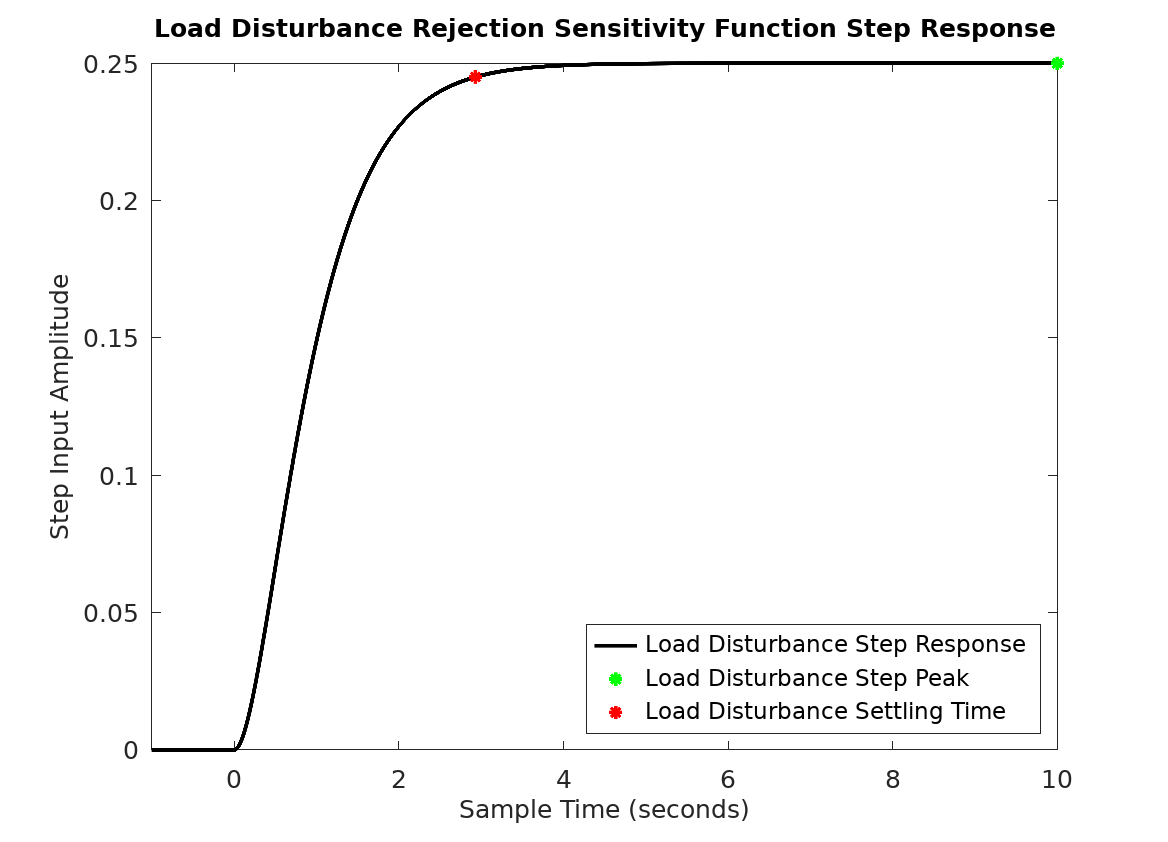 Load Disturbance Rejection Sensitivity Function Step Response
0.25
0.2
0.15
0.1
0.05
0
Step Input Amplitude
0 2 4 6 8 10
Sample Time (seconds)
Load Disturbance Step Response
Load Disturbance Step Peak
Load Disturbance Settling Time